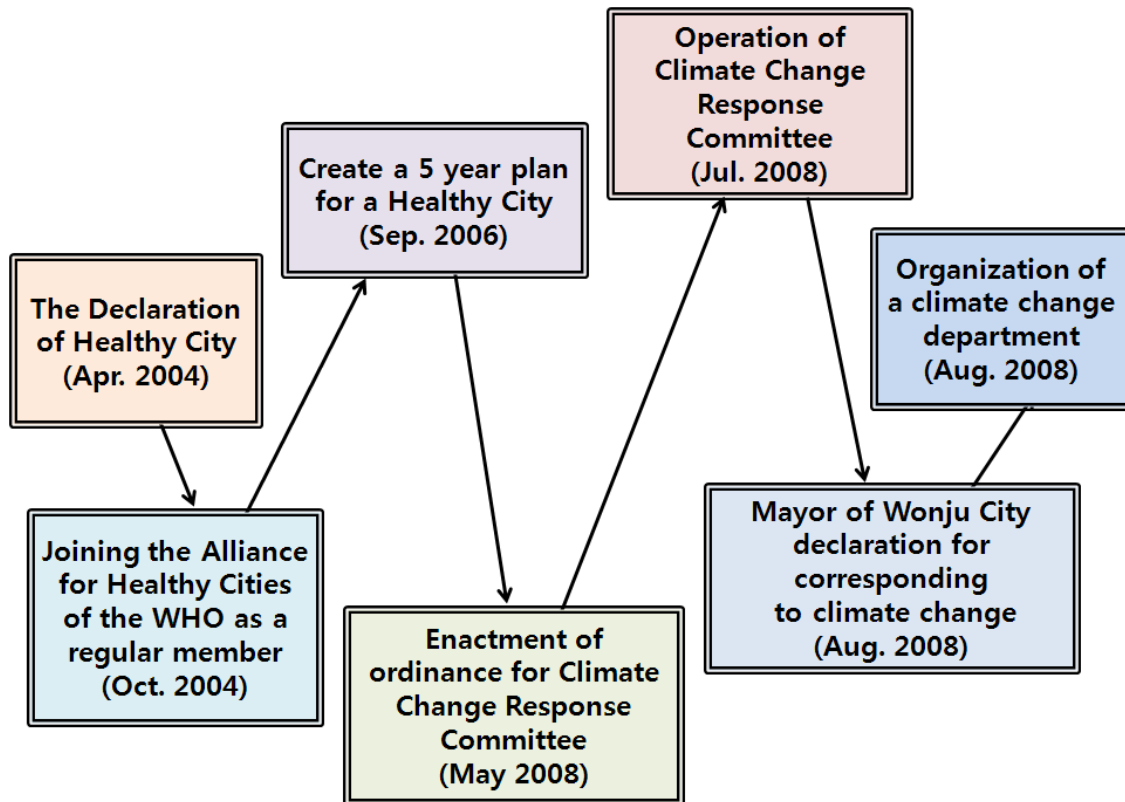 The Declaration
of Healthy City
(Apr. 2004)
Joining the Alliance
for Healthy Cities
of the WHO as a
regular member
(Oct. 2004)
Create a 5 year plan
for a Healthy City
(Sep. 2006)
Enactment of
ordinance for Climate
Change Response
Committee
(May 2008)
Operation of
Climate Change
Response
Committee
(Jul. 2008)
Mayor of Wonju City
declaration for
corresponding
to climate change
(Aug. 2008)
Organization of
a climate change
department
(Aug. 2008)